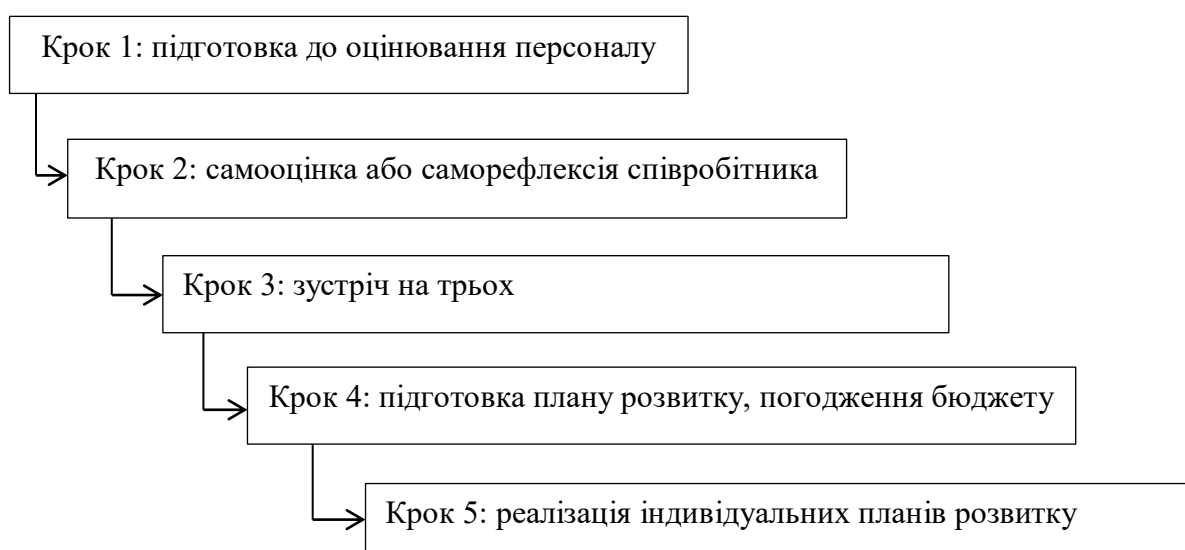 Крок 1: підготовка до оцінювання персоналу
Крок 2: самооцінка або саморефлексія співробітника
Крок 3: зустріч на трьох
Крок 4: підготовка плану розвитку, погодження бюджету
Крок 5: реалізація індивідуальних планів розвитку